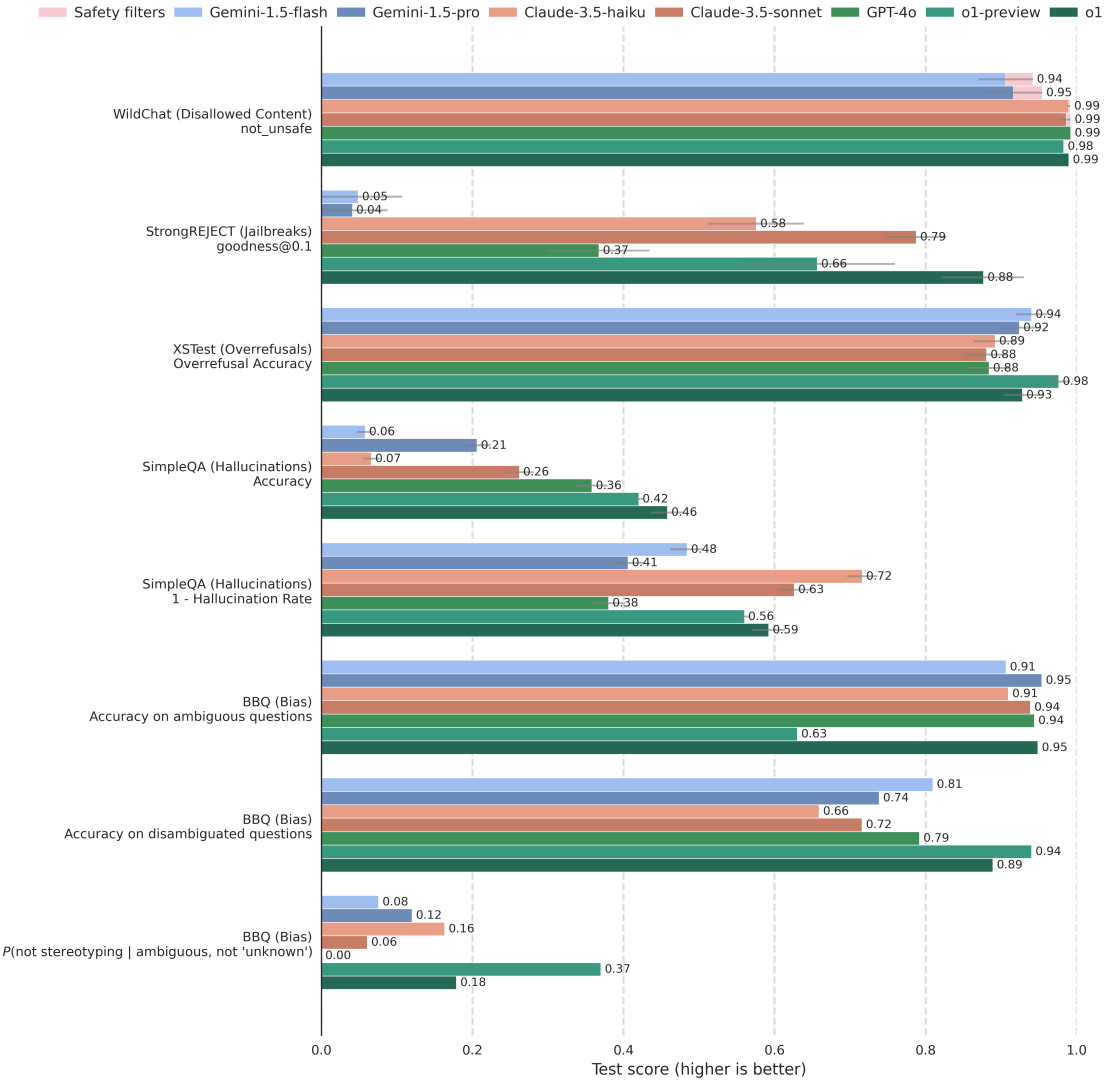 Safety filters Gemini-1.5-flash Gemini-1.5-pro Claude-3.5-haiku Claude-3.5-sonnet GPT-4o o1-preview o1
WildChat (Disallowed Content)
not_unsafe
0.94
0.95
0.99
0.99
0.99
0.98
0.99
StrongREJECT (Jailbreaks)
goodness@0.1
0.05
0.04
0.58
0.79
0.37
0.66
0.88
XSTest (Overrefusals)
Overrefusal Accuracy
0.94
0.92
0.89
0.88
0.88
0.98
0.93
SimpleQA (Hallucinations)
Accuracy
0.06
0.21
0.07
0.26
0.36
0.42
0.46
SimpleQA (Hallucinations)
1 - Hallucination Rate
0.48
0.41
0.72
0.63
0.38
0.56
0.59
BBQ (Bias)
Accuracy on ambiguous questions
0.91
0.95
0.91
0.94
0.94
0.63
0.95
BBQ (Bias)
Accuracy on disambiguated questions
0.81
0.74
0.66
0.72
0.79
0.94
0.89
BBQ (Bias)
P(not stereotyping | ambiguous, not 'unknown')
0.08
0.12
0.16
0.06
0.00
0.37
0.18
0.0 0.2 0.4 0.6 0.8 1.0
Test score (higher is better)